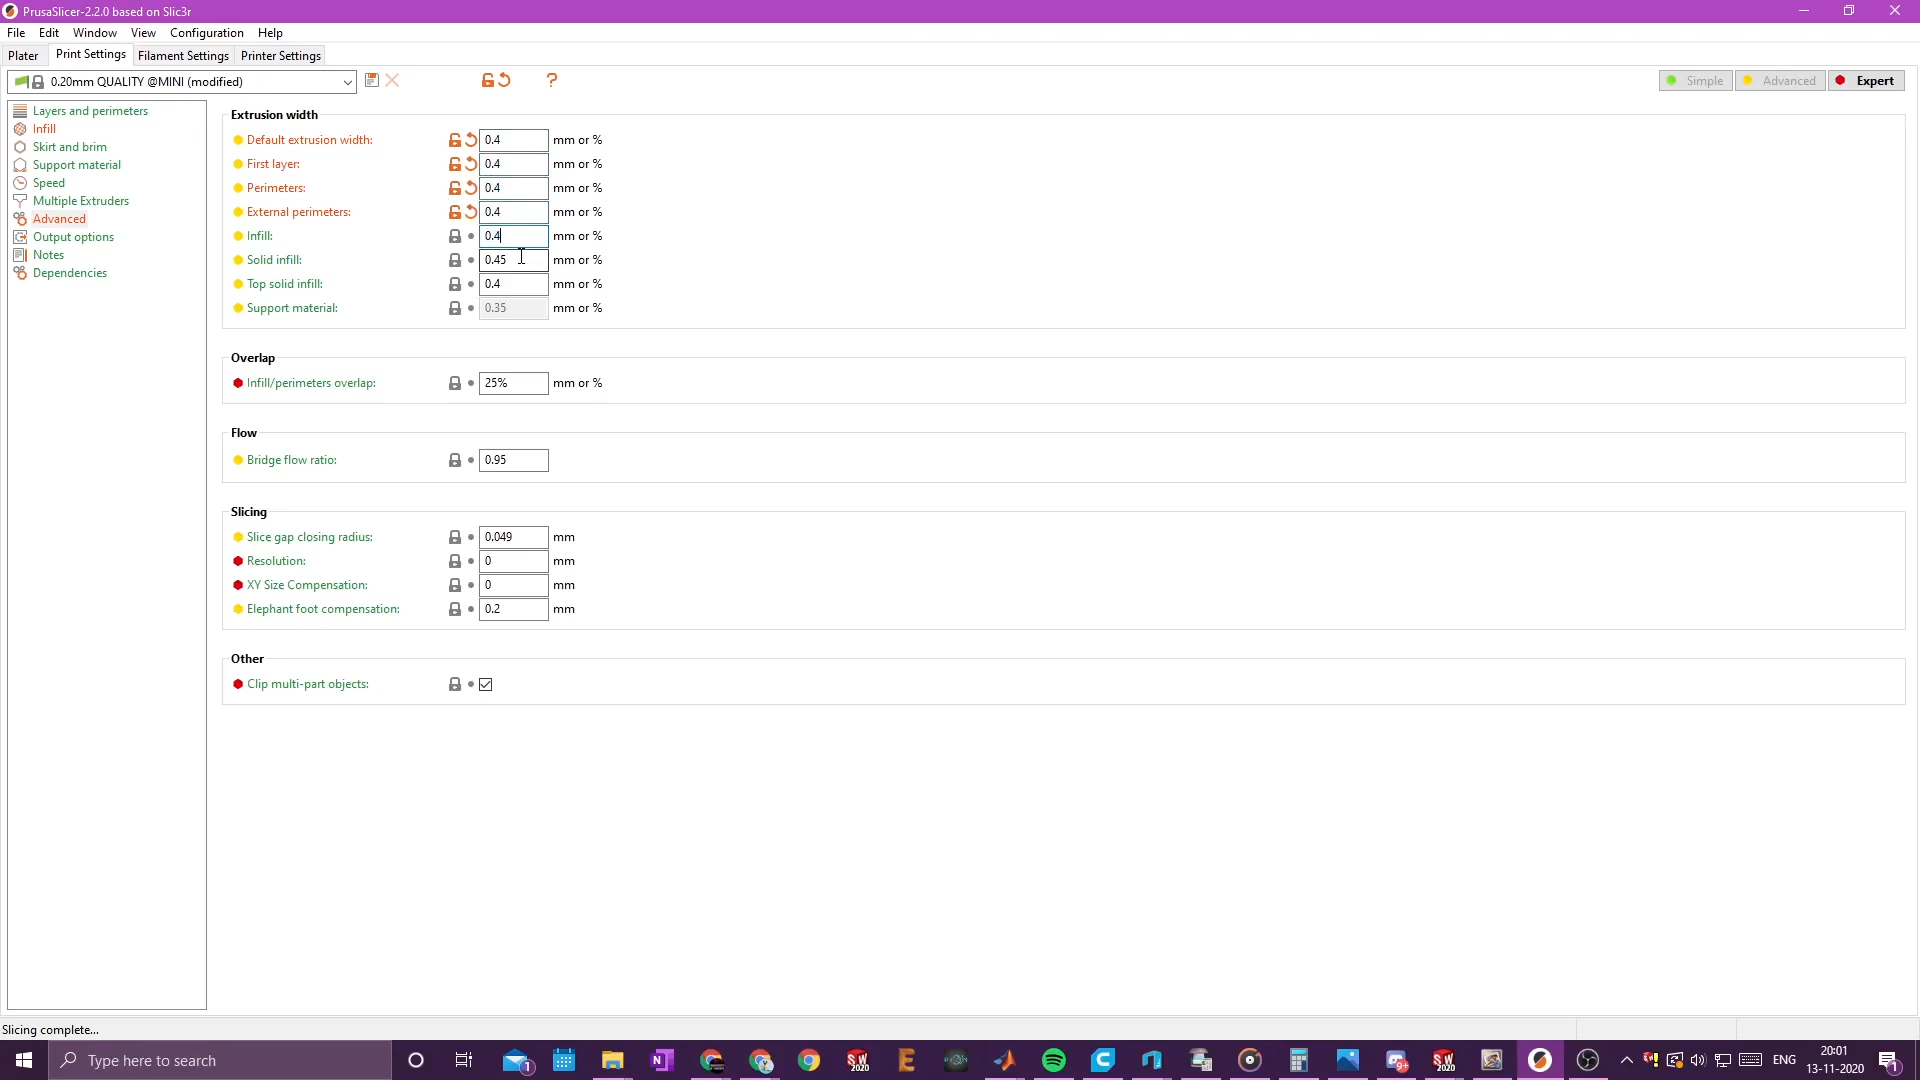 PrusaSlicer-2.2.0 based on Slic3r
File Edit Window View Configuration Help
Plater Print Settings Filament Settings Printer Settings
0.20mm QUALITY @MINI (modified) ? Simple Advanced Expert
Layers and perimeters
Infill
Skirt and brim
Support material
Speed
Multiple Extruders
Advanced
Output options
Notes
Dependencies
Extrusion width
Default extrusion width: 0.4 mm or %
First layer: 0.4 mm or %
Perimeters: 0.4 mm or %
External perimeters: 0.4 mm or %
Infill: 0.4 mm or %
Solid infill: 0.45 mm or %
Top solid infill: 0.4 mm or %
Support material: 0.35 mm or %
Overlap
Infill/perimeters overlap: 25% mm or %
Flow
Bridge flow ratio: 0.95
Slicing
Slice gap closing radius: 0.049 mm
Resolution: 0 mm
XY Size Compensation: 0 mm
Elephant foot compensation: 0.2 mm
Other
Clip multi-part objects:
Slicing complete...
Type here to search
ENG
20:01
13-11-2020